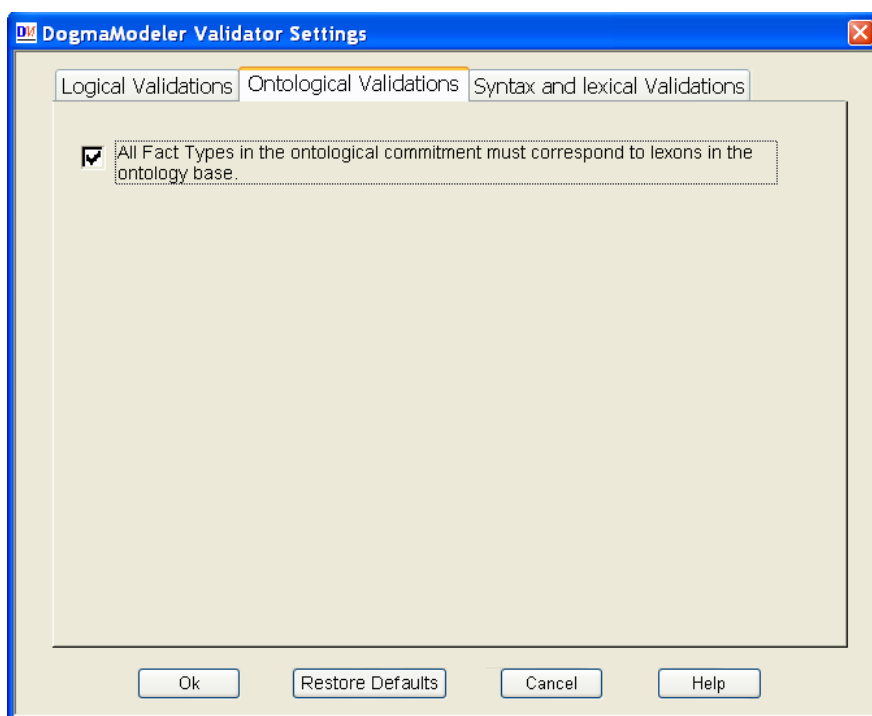 DM DogmaModeler Validator Settings
Logical Validations Ontological Validations Syntax and lexical Validations
All Fact Types in the ontological commitment must correspond to lexons in the
ontology base.
Ok Restore Defaults Cancel Help